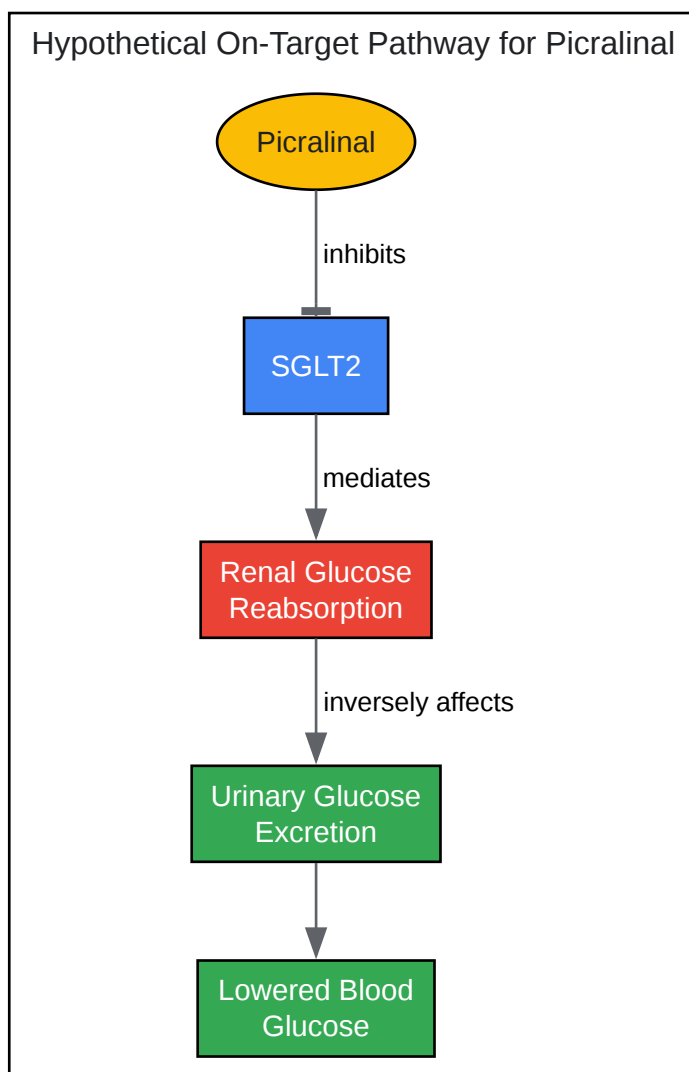 Hypothetical On-Target Pathway for Picralinal
Picralinal
inhibits
SGLT2
mediates
Renal Glucose
Reabsorption
inversely affects
Urinary Glucose
Excretion
Lowered Blood
Glucose